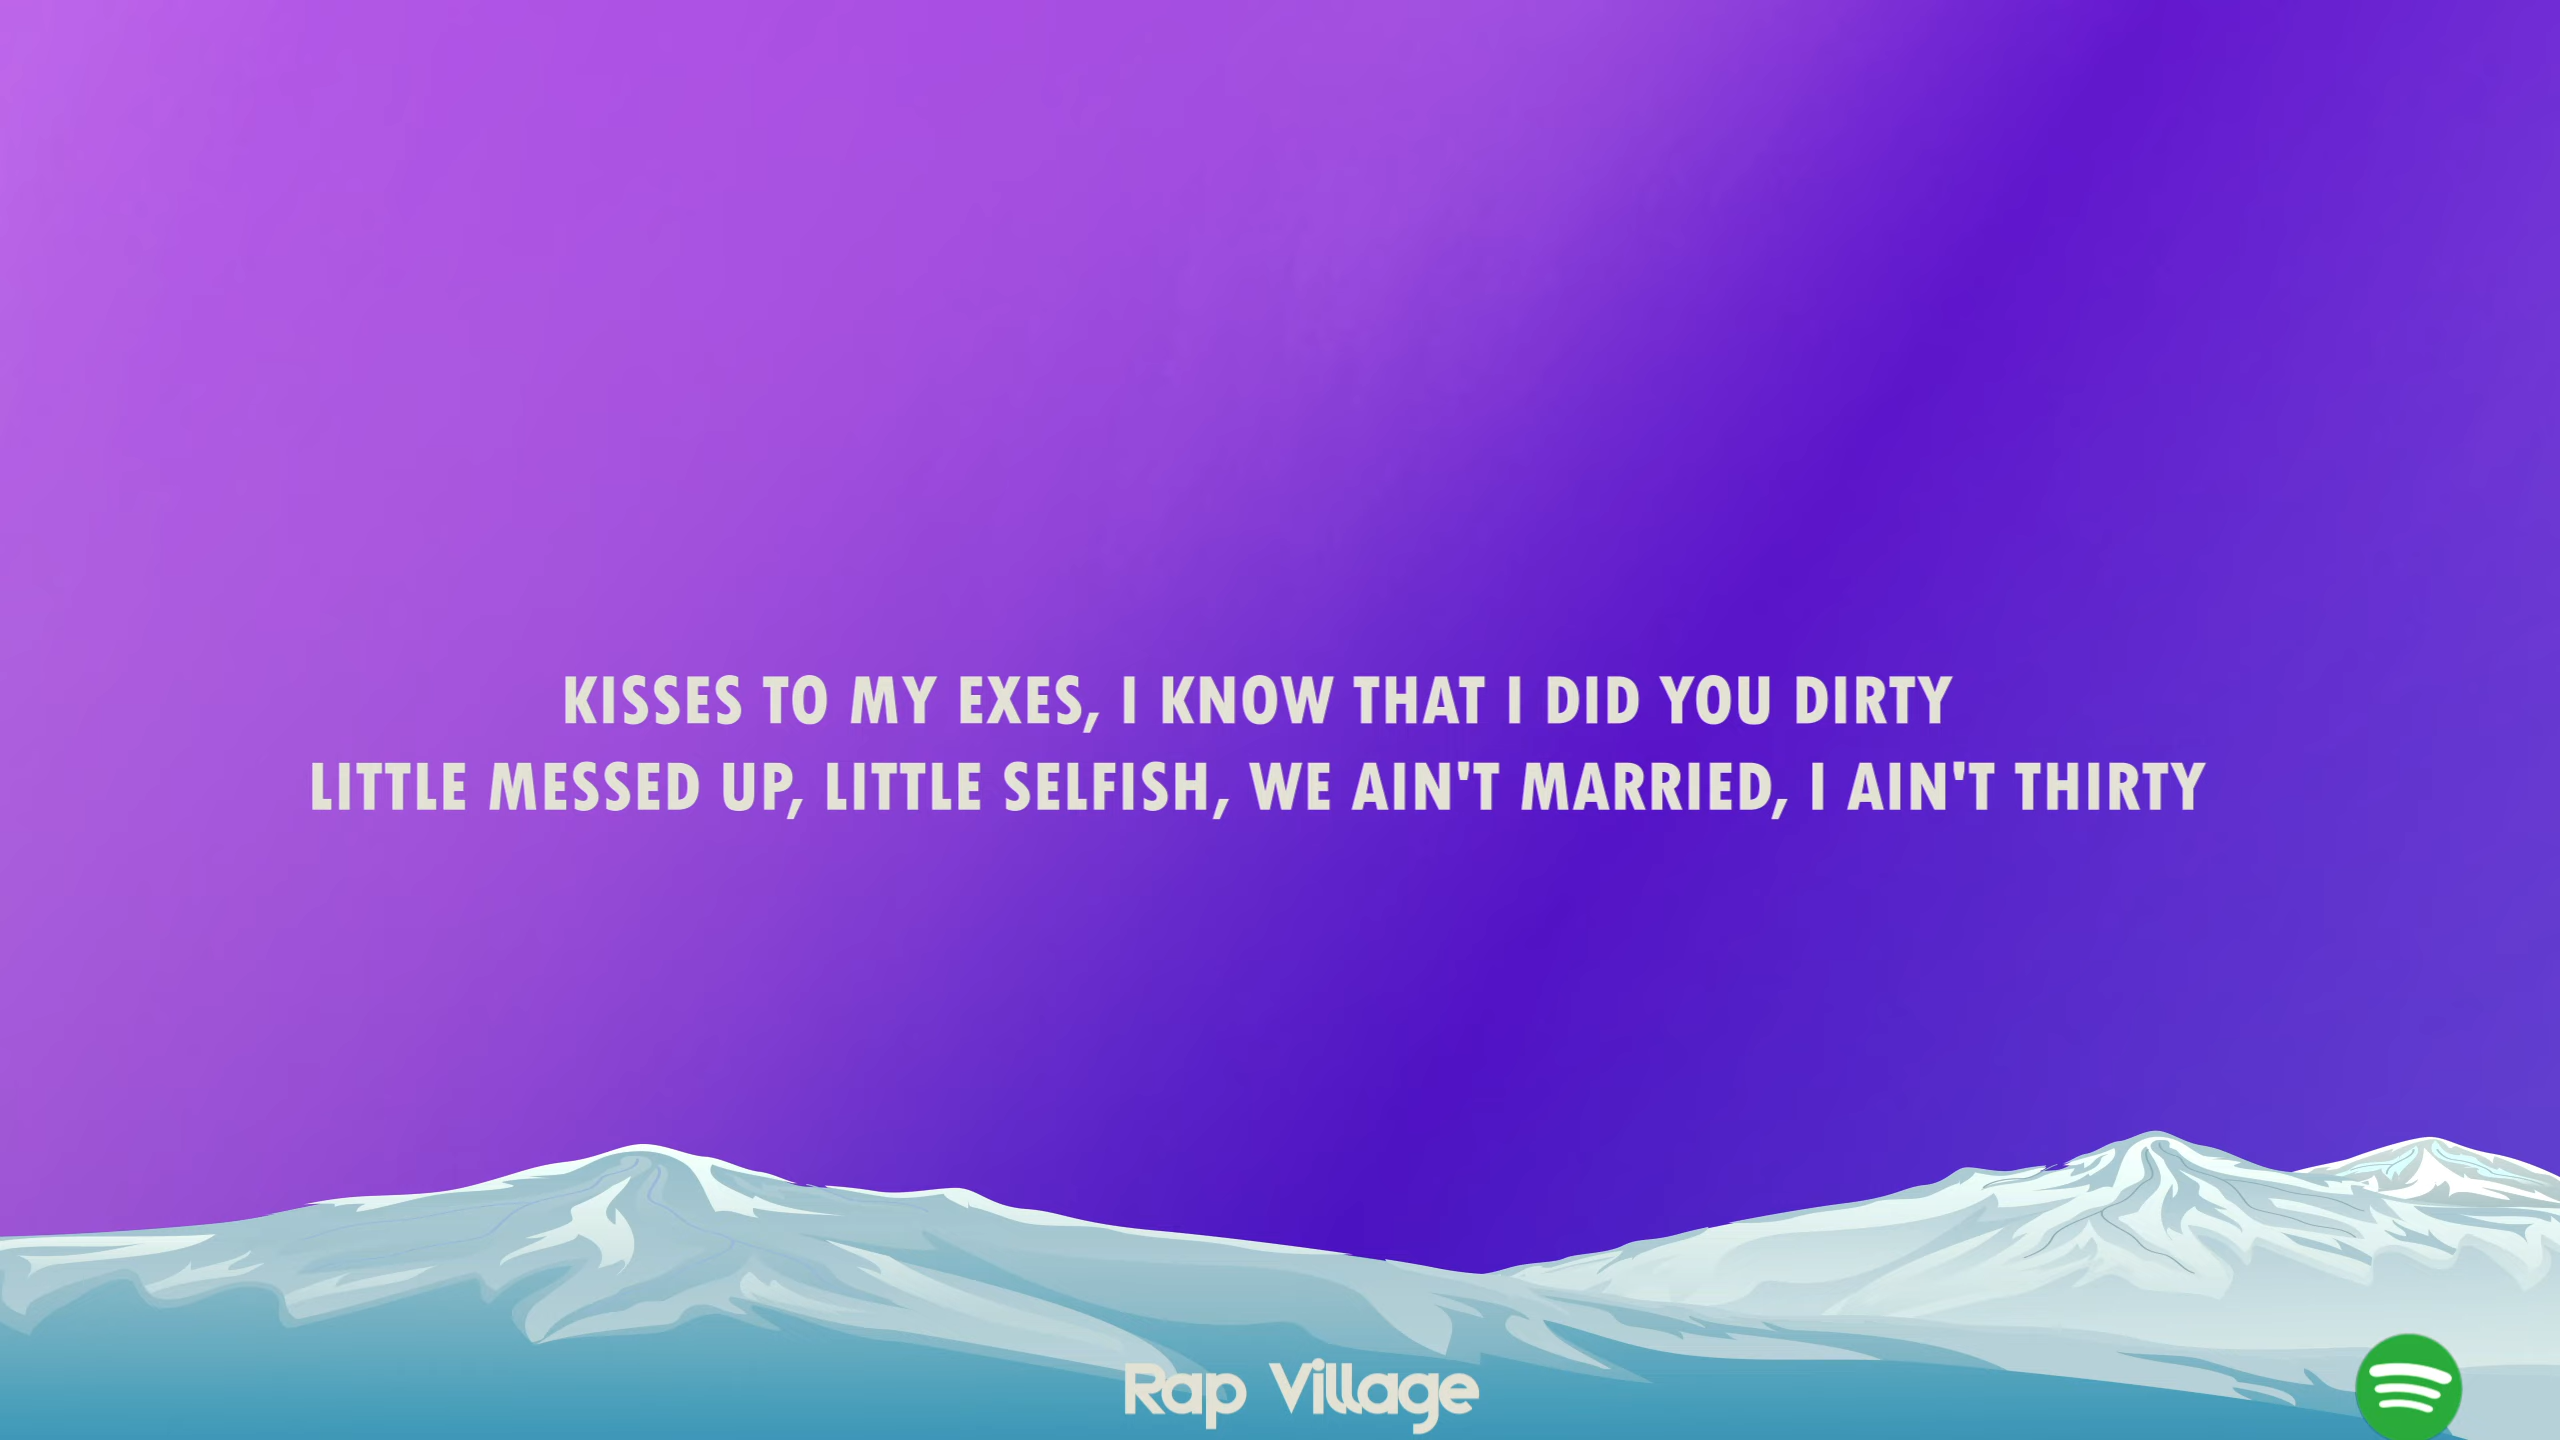 KISSES TO MY EXES, I KNOW THAT I DID YOU DIRTY
LITTLE MESSED UP, LITTLE SELFISH, WE AIN'T MARRIED, I AIN'T THIRTY
Rap Village